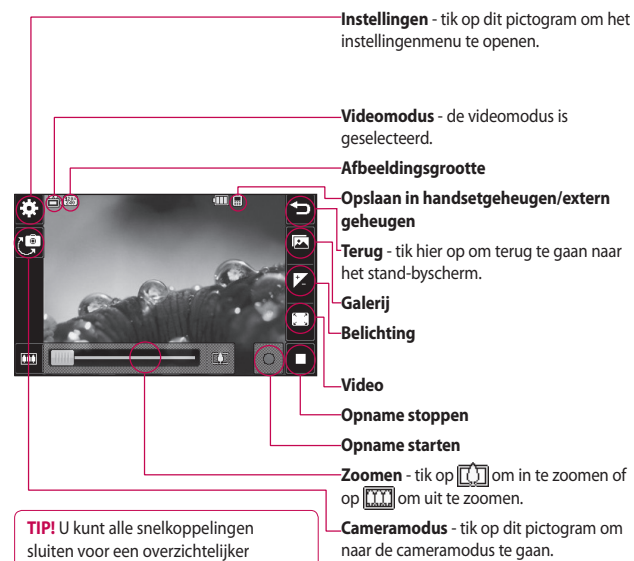 Instellingen - tik op dit pictogram om het
instellingenmenu te openen.
Videomodus - de videomodus is
geselecteerd.
Afbeeldingsgrootte
Opslaan in handsetgeheugen/extern
geheugen
Terug - tik hier op om terug te gaan naar
het stand-byscherm.
Galerij
Belichting
Video
Opname stoppen
Opname starten
Zoomen - tik op om in te zoomen of
op om uit te zoomen.
Cameramodus - tik op dit pictogram om
naar de cameramodus te gaan.
TIP! U kunt alle snelkoppelingen
sluiten voor een overzichtelijker